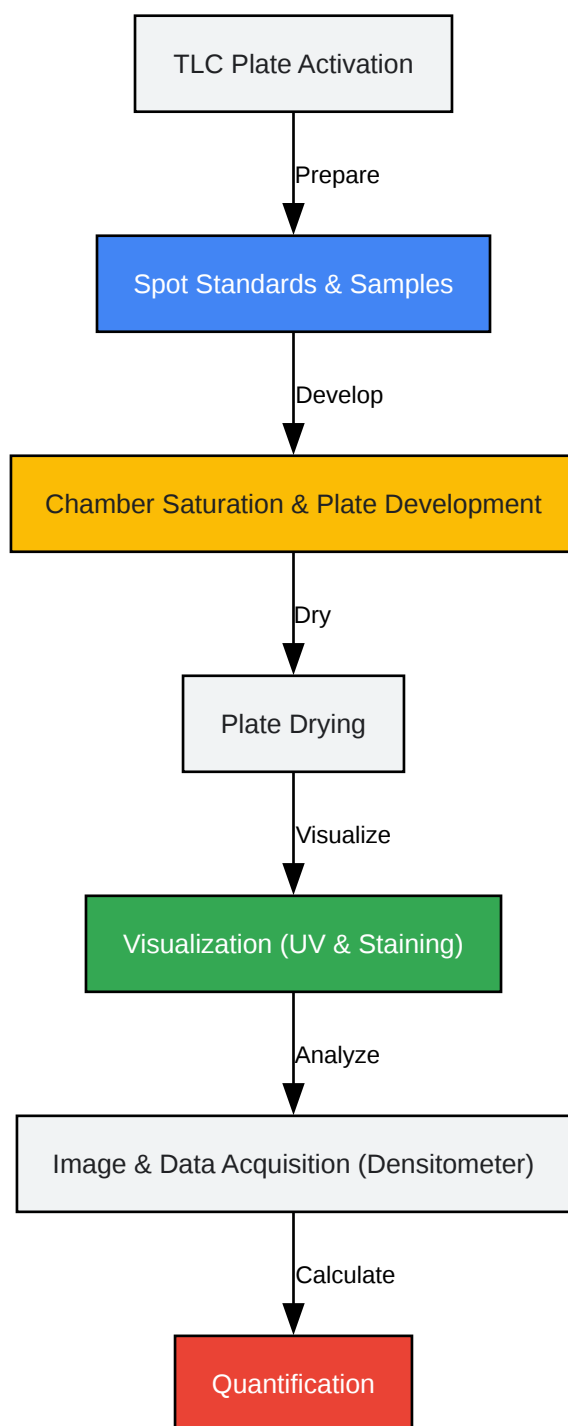 TLC Plate Activation
Prepare
Spot Standards & Samples
Develop
Chamber Saturation & Plate Development
Dry
Plate Drying
Visualize
Visualization (UV & Staining)
Analyze
Image & Data Acquisition (Densitometer)
Calculate
Quantification